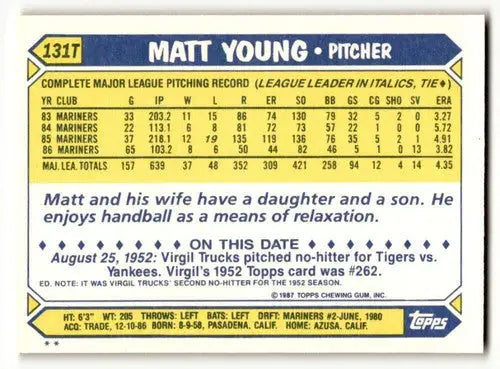 131T
MATT YOUNG • PITCHER
COMPLETE MAJOR LEAGUE PITCHING RECORD (LEAGUE LEADER IN ITALICS, TIE♦)
YR CLUB G IP W L R ER SO BB GS CG SHO SV ERA
83 MARINERS 33 203.2 11 15 86 74 130 79 32 5 2 0 3.27
84 MARINERS 22 113.1 6 8 81 72 73 57 22 1 0 0 5.72
85 MARINERS 37 218.1 12 19 135 119 136 76 35 5 2 1 4.91
86 MARINERS 65 103.2 8 6 50 44 82 46 5 1 0 13 3.82
MAJ. LEA. TOTALS 157 639 37 48 352 309 421 258 94 12 4 14 4.35
Matt and his wife have a daughter and a son. He
enjoys handball as a means of relaxation.
♦ ♦ ♦ ♦ ♦ ♦ ♦ ♦ ON THIS DATE ♦ ♦ ♦ ♦ ♦ ♦ ♦ ♦
August 25, 1952: Virgil Trucks pitched no-hitter for Tigers vs.
Yankees. Virgil's 1952 Topps card was #262.
ED. NOTE: IT WAS VIRGIL TRUCKS' SECOND NO-HITTER FOR THE 1952 SEASON.
©1987 TOPPS CHEWING GUM, INC.
HT: 6'3" WT: 205 THROWS: LEFT BATS: LEFT DRAFT: MARINERS #2-JUNE, 1980
ACQ: TRADE, 12-10-86 BORN: 8-9-58, PASADENA, CALIF. HOME: AZUSA, CALIF.
Topps
**